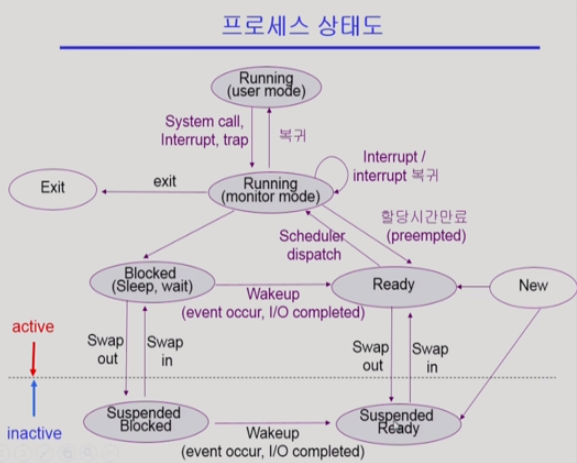 프로세스 상태도
Running
(user mode)
System call,
Interrupt, trap
복귀
Interrupt /
interrupt 복귀
Exit
exit
Running
(monitor mode)
할당시간만료
(preempted)
Scheduler
dispatch
Blocked
(Sleep, wait)
Wakeup
(event occur, I/O completed)
Ready
New
active
Swap
out
Swap
in
Swap
out
Swap
in
inactive
Suspended
Blocked
Wakeup
(event occur, I/O completed)
Suspended
Ready